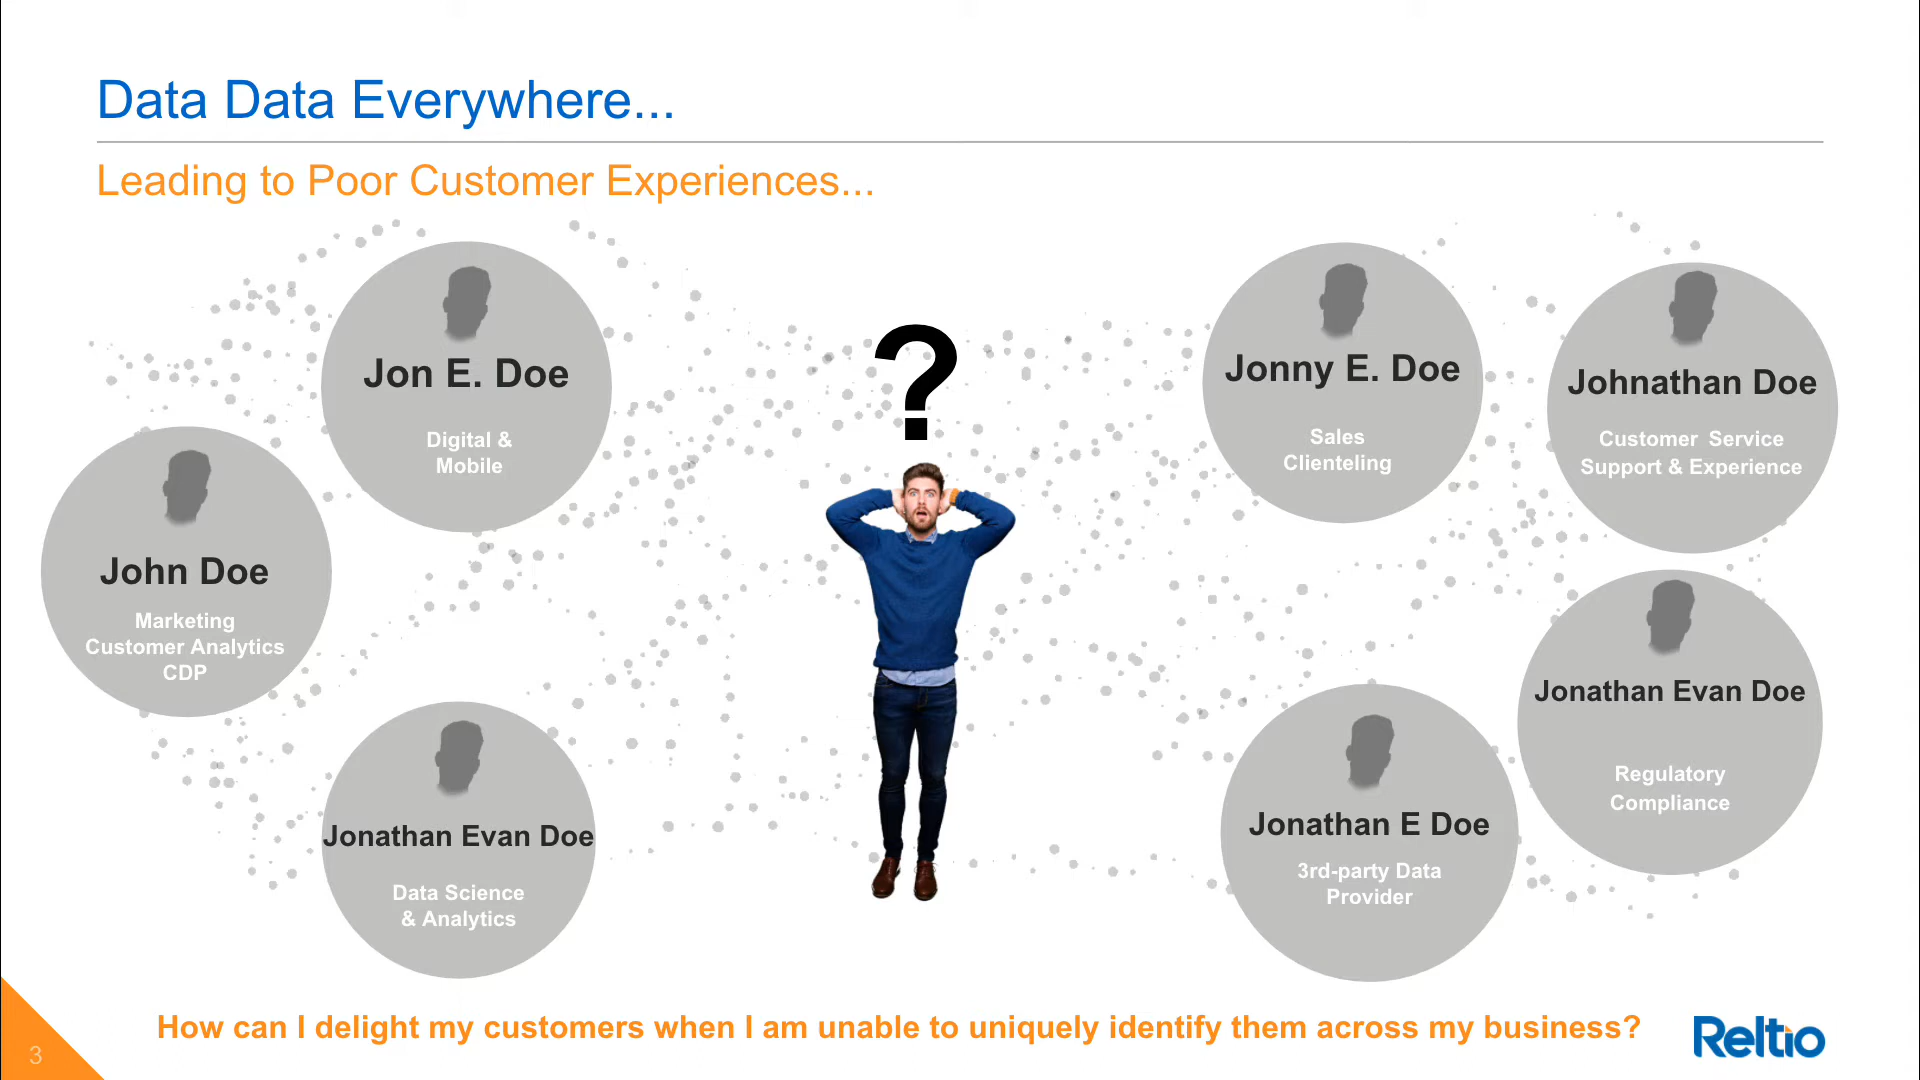 Data Data Everywhere...
Leading to Poor Customer Experiences...
Jon E. Doe
Digital &
Mobile
John Doe
Marketing
Customer Analytics
CDP
Jonathan Evan Doe
Data Science
& Analytics
?
Jonny E. Doe
Sales
Clienteling
Johnathan Doe
Customer Service
Support & Experience
Jonathan Evan Doe
Regulatory
Compliance
Jonathan E Doe
3rd-party Data
Provider
How can I delight my customers when I am unable to uniquely identify them across my business?
Reltio
3